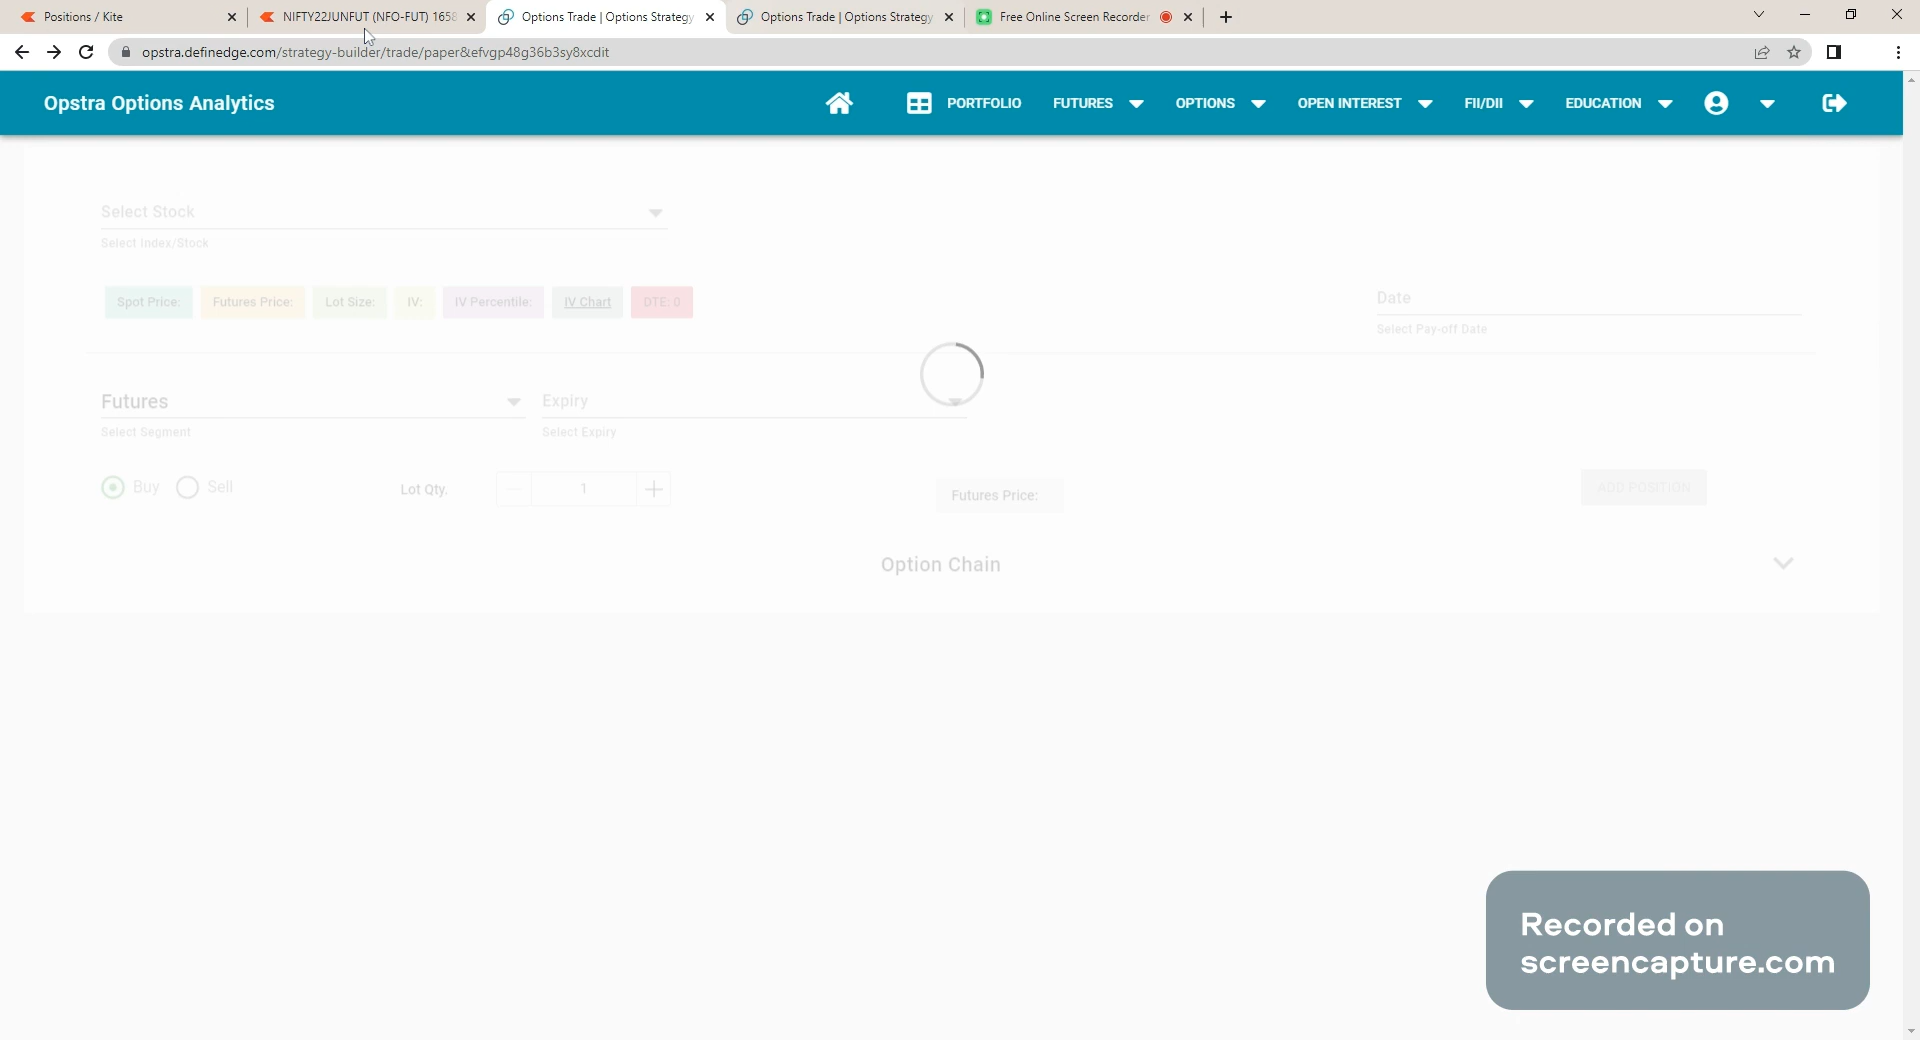 Positions / Kite
NIFTY22JUNFUT (NFO-FUT) 1658
Options Trade | Options Strategy
Options Trade | Options Strategy
Free Online Screen Recorder
opstra.definedge.com/strategy-builder/trade/paper&efvgp48g36b3sy8xcdit
Opstra Options Analytics
PORTFOLIO
FUTURES
OPTIONS
OPEN INTEREST
FII/DII
EDUCATION
Select Stock
Select Index/Stock
Spot Price:
Futures Price:
Lot Size:
IV:
IV Percentile:
IV Chart
DTE: 0
Date
Select Pay-off Date
Futures
Select Segment
Expiry
Select Expiry
Buy
Sell
Lot Qty.
1
Futures Price:
ADD POSITION
Option Chain
Recorded on
screencapture.com